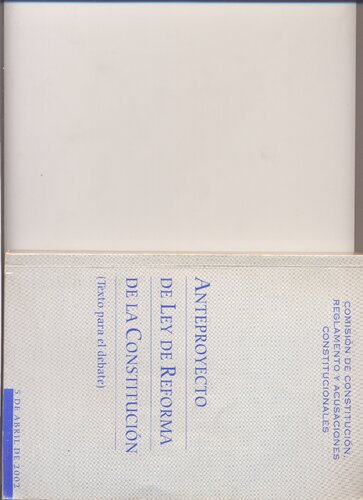 COMISIÓN DE CONSTITUCIÓN,
REGLAMENTO Y ACUSACIONES
CONSTITUCIONALES
ANTEPROYECTO
DE LEY DE REFORMA
DE LA CONSTITUCIÓN
(Texto para el debate)
5 DE ABRIL DE 2002